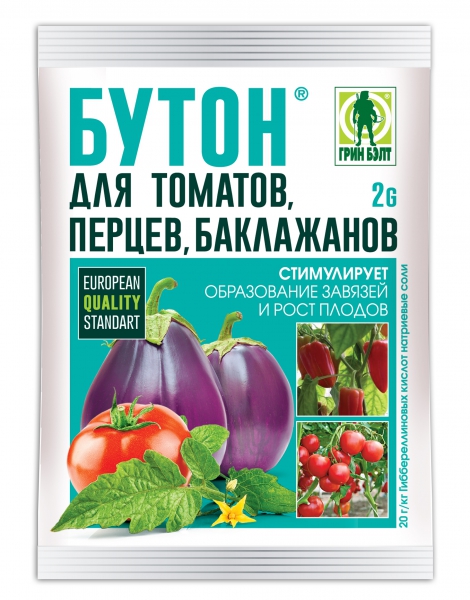 БУТОН®
ГРИН БЭЛТ
ДЛЯ ТОМАТОВ, 2G
ПЕРЦЕВ, БАКЛАЖАНОВ
EUROPEAN
QUALITY
STANDART
СТИМУЛИРУЕТ
ОБРАЗОВАНИЕ ЗАВЯЗЕЙ
И РОСТ ПЛОДОВ
20 г/кг Гиббереллиновых кислот натриевые соли